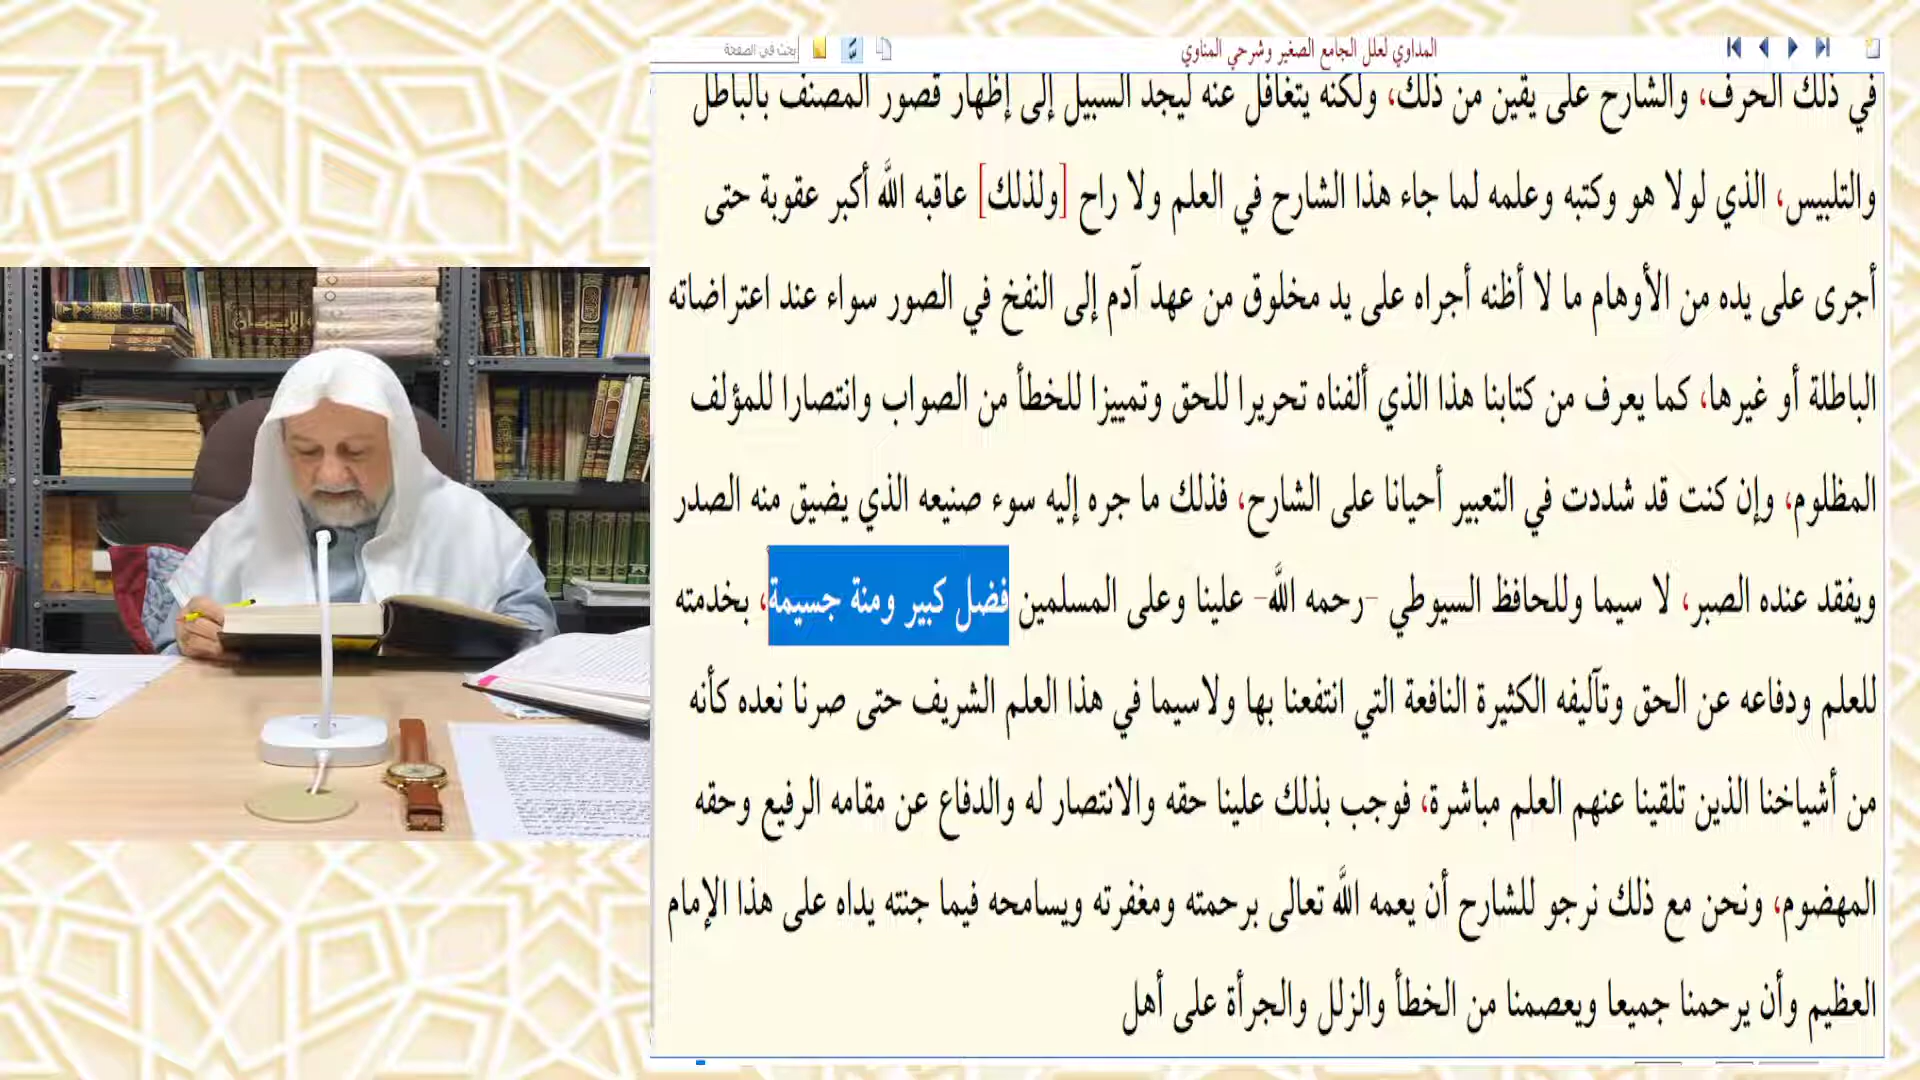 المداوي لعلل الجامع الصغير وشرحي المناوي
بحث في الصفحة
في ذلك الحرف، والشارح على يقين من ذلك، ولكنه يتغافل عنه ليجد السبيل إلى إظهار قصور المصنف بالباطل
والتلبيس، الذي لولا هو وكتبه وعلمه لما جاء هذا الشارح في العلم ولا راح [ولذلك] عاقبه الله أكبر عقوبة حتى
أجرى على يده من الأوهام ما لا أظنه أجراه على يد مخلوق من عهد آدم إلى النفخ في الصور سواء عند اعتراضاته
الباطلة أو غيرها، كما يعرف من كتابنا هذا الذي ألفناه تحريرا للحق وتمييزا للخطأ من الصواب وانتصارا للمؤلف
المظلوم، وإن كنت قد شددت في التعبير أحيانا على الشارح، فذلك ما جره إليه سوء صنيعه الذي يضيق منه الصدر
ويفقد عنده الصبر، لا سيما وللحافظ السيوطي -رحمه الله- علينا وعلى المسلمين فضل كبير ومنة جسيمة، بخدمته
للعلم ودفاعه عن الحق وتآليفه الكثيرة النافعة التي انتفعنا بها ولاسيما في هذا العلم الشريف حتى صرنا نعده كأنه
من أشياخنا الذين تلقينا عنهم العلم مباشرة، فوجب بذلك علينا حقه والانتصار له والدفاع عن مقامه الرفيع وحقه
المهضوم، ونحن مع ذلك نرجو للشارح أن يعمه الله تعالى برحمته ومغفرته ويسامحه فيما جنته يداه على هذا الإمام
العظيم وأن يرحمنا جميعا ويعصمنا من الخطأ والزلل والجرأة على أهل